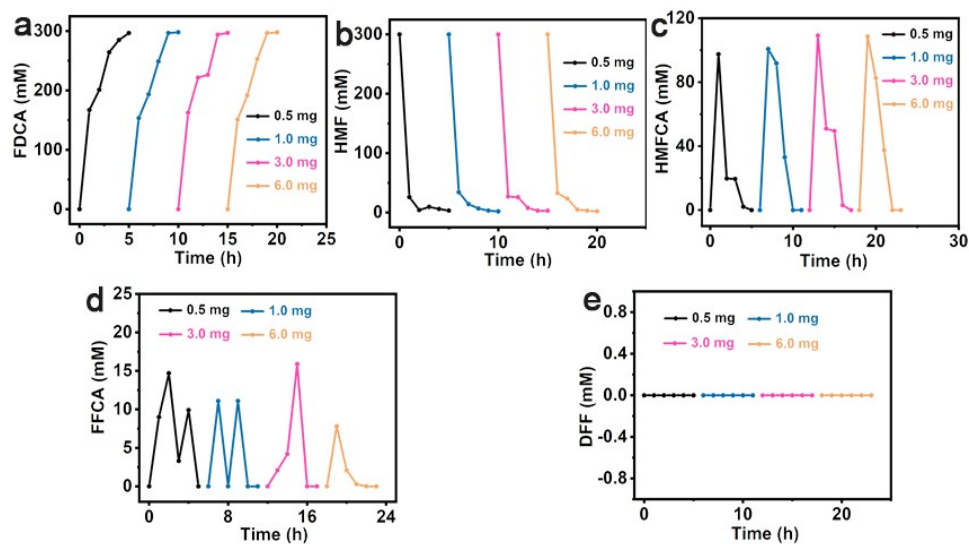 a
FDCA (mM)
300
200
100
0
0 5 10 15 20 25
Time (h)
0.5 mg
1.0 mg
3.0 mg
6.0 mg
b
HMF (mM)
300
300
100
0
0 10 20
Time (h)
0.5 mg
1.0 mg
3.0 mg
6.0 mg
c
HMFCA (mM)
120
80
40
0
0 10 20 30
Time (h)
0.5 mg
1.0 mg
3.0 mg
6.0 mg
d
FFCA (mM)
25
20
15
10
5
0
0 8 16 24
Time (h)
0.5 mg 1.0 mg
3.0 mg 6.0 mg
e
DFF (mM)
0.8
0.4
0.0
-0.4
-0.8
0 10 20
Time (h)
0.5 mg 1.0 mg
3.0 mg 6.0 mg